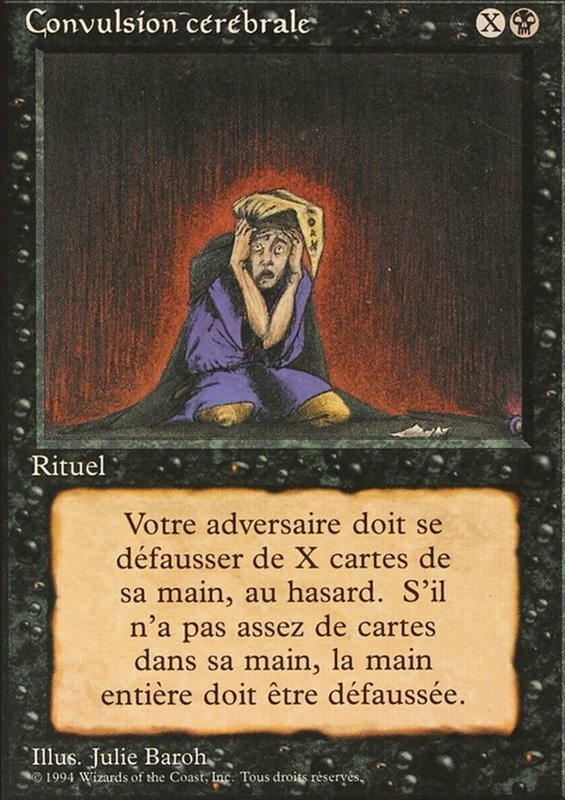 Convulsion cérébrale X
Rituel
Votre adversaire doit se
défausser de X cartes de
sa main, au hasard. S'il
n'a pas assez de cartes
dans sa main, la main
entière doit être défaussée.
Illus. Julie Baroh
© 1994 Wizards of the Coast, Inc. Tous droits réservés.